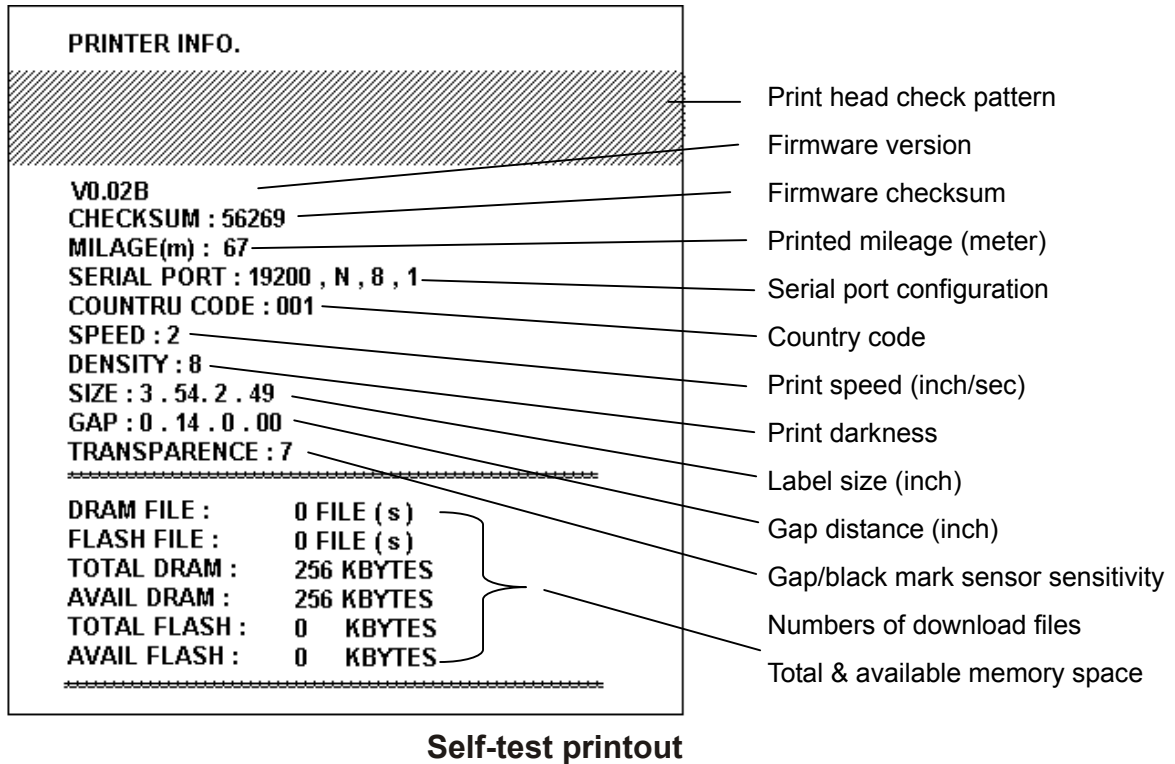 PRINTER INFO.
V0.02B
CHECKSUM : 56269
MILAGE(m) : 67
SERIAL PORT : 19200 , N , 8 , 1
COUNTRU CODE : 001
SPEED : 2
DENSITY : 8
SIZE : 3 . 54. 2 . 49
GAP : 0 . 14 . 0 . 00
TRANSPARENCE : 7
DRAM FILE : 0 FILE ( s )
FLASH FILE : 0 FILE ( s )
TOTAL DRAM : 256 KBYTES
AVAIL DRAM : 256 KBYTES
TOTAL FLASH : 0 KBYTES
AVAIL FLASH : 0 KBYTES
Print head check pattern
Firmware version
Firmware checksum
Printed mileage (meter)
Serial port configuration
Country code
Print speed (inch/sec)
Print darkness
Label size (inch)
Gap distance (inch)
Gap/black mark sensor sensitivity
Numbers of download files
Total & available memory space
Self-test printout